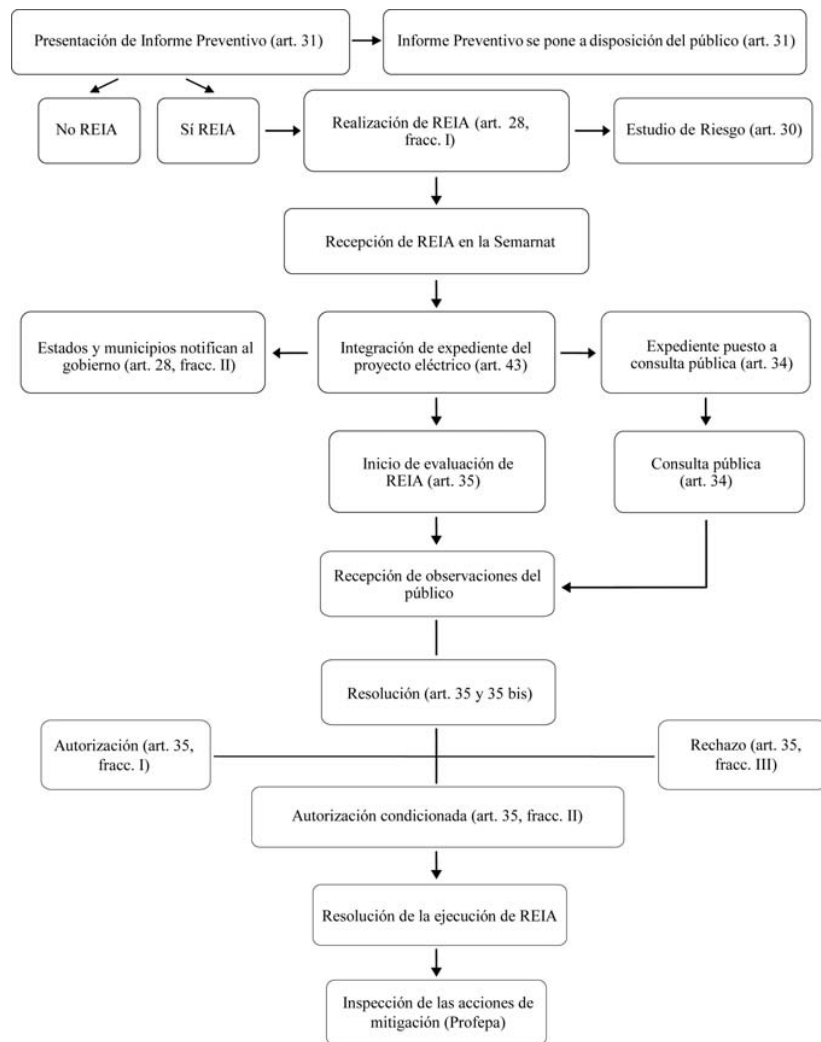 Presentación de Informe Preventivo (art. 31)
Informe Preventivo se pone a disposición del público (art. 31)
No REIA
Sí REIA
Realización de REIA (art. 28,
fracc. I)
Estudio de Riesgo (art. 30)
Recepción de REIA en la Semarnat
Estados y municipios notifican al
gobierno (art. 28, fracc. II)
Integración de expediente del
proyecto eléctrico (art. 43)
Expediente puesto a
consulta pública (art. 34)
Inicio de evaluación de
REIA (art. 35)
Consulta pública
(art. 34)
Recepción de observaciones del
público
Resolución (art. 35 y 35 bis)
Autorización (art. 35,
fracc. I)
Rechazo (art. 35,
fracc. III)
Autorización condicionada (art. 35, fracc. II)
Resolución de la ejecución de REIA
Inspección de las acciones de
mitigación (Profepa)